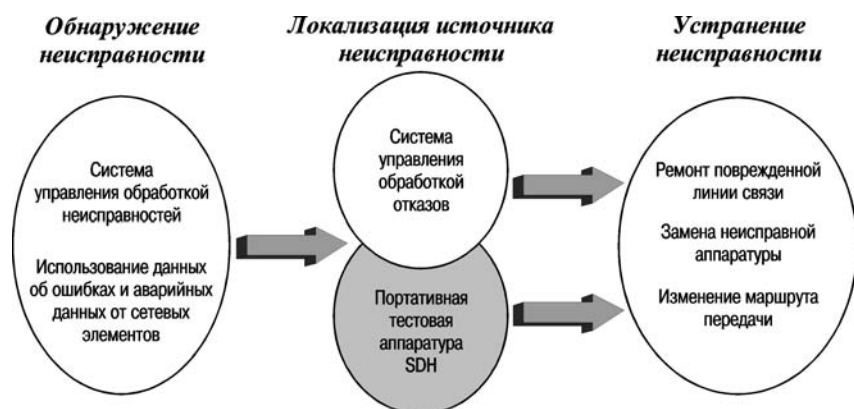 Обнаружение
неисправности
Локализация источника
неисправности
Устранение
неисправности
Система
управления обработкой
неисправностей
Использование данных
об ошибках и аварийных
данных от сетевых
элементов
Система
управления
обработкой
отказов
Портативная
тестовая
аппаратура
SDH
Ремонт поврежденной
линии связи
Замена неисправной
аппаратуры
Изменение маршрута
передачи